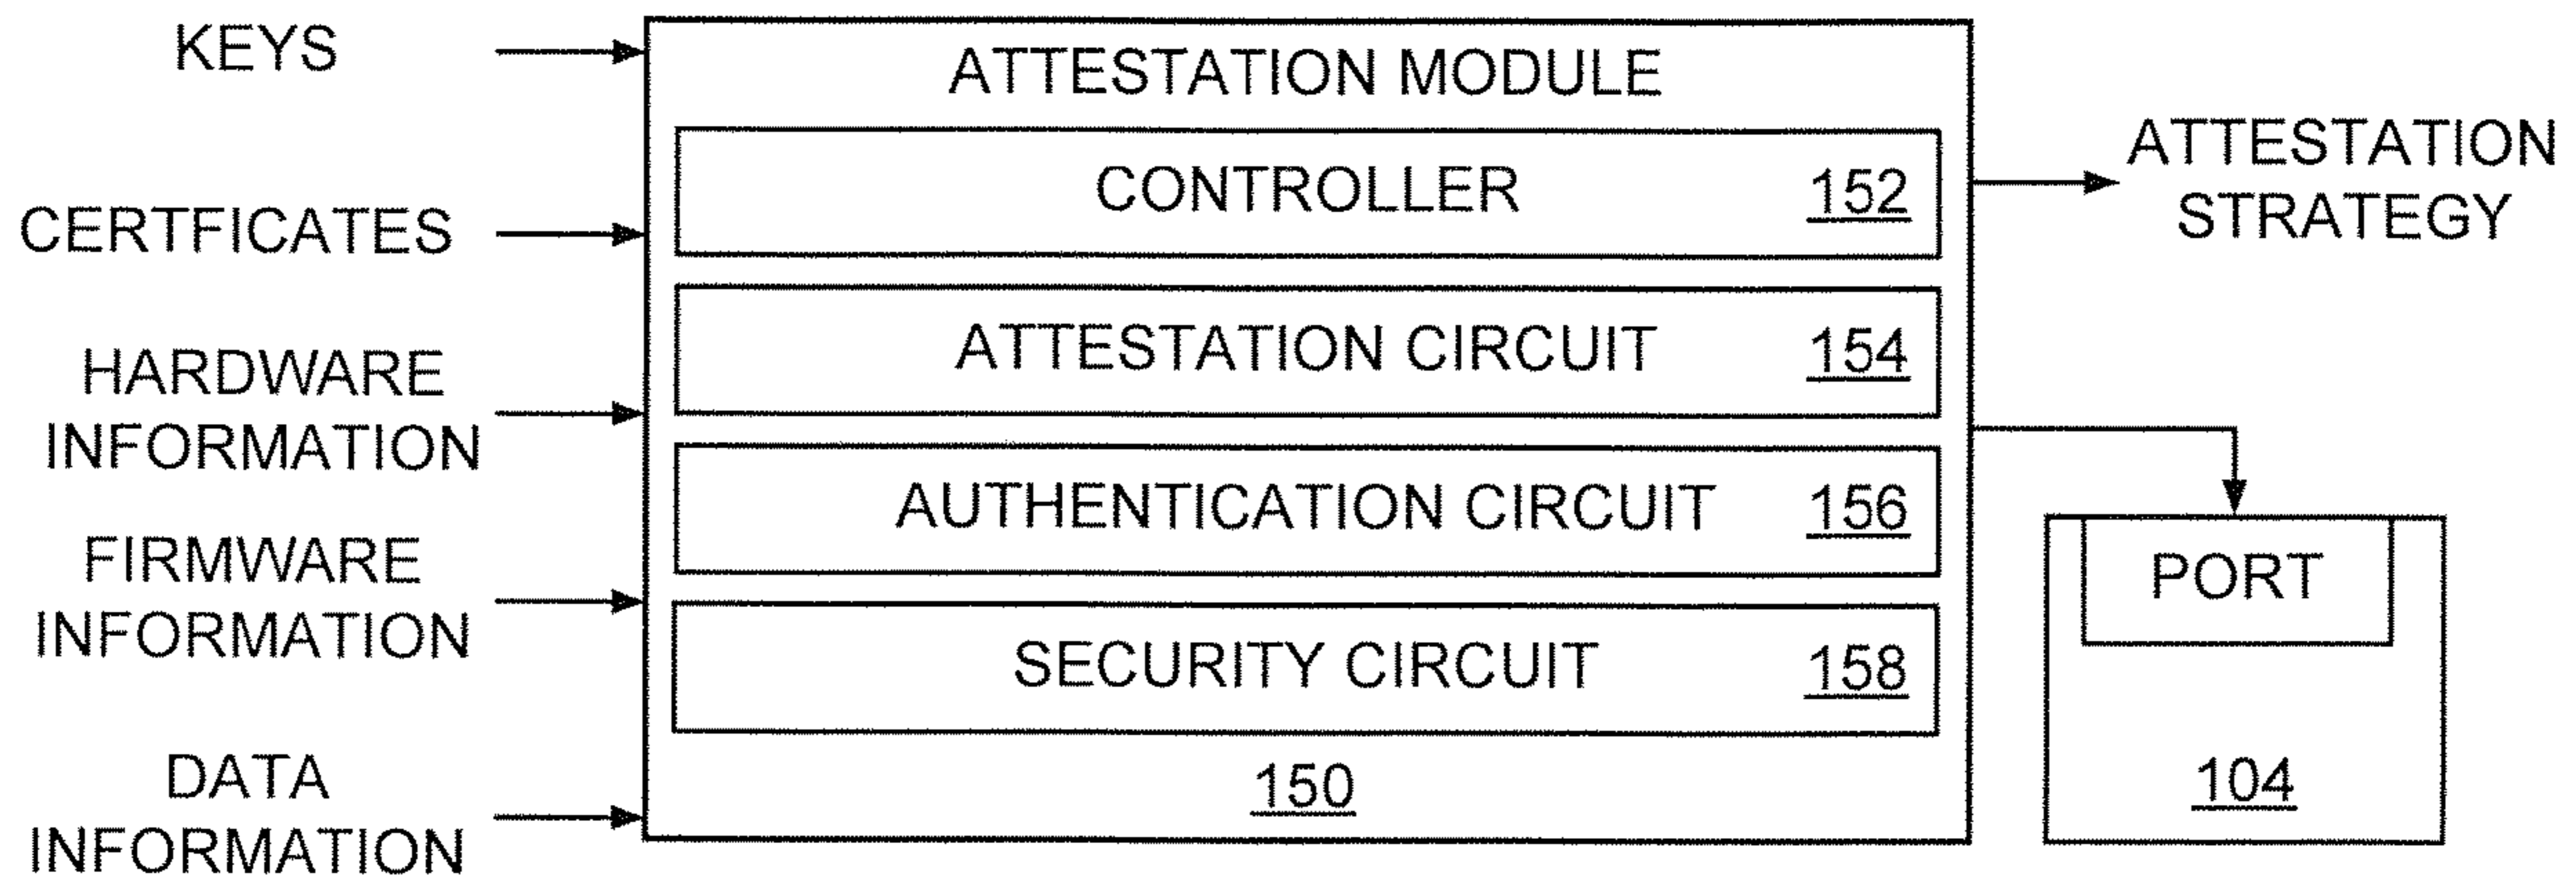 KEYS
CERTFICATES
HARDWARE
INFORMATION
FIRMWARE
INFORMATION
DATA
INFORMATION
ATTESTATION MODULE
CONTROLLER 152
ATTESTATION CIRCUIT 154
AUTHENTICATION CIRCUIT 156
SECURITY CIRCUIT 158
150
ATTESTATION
STRATEGY
PORT
104